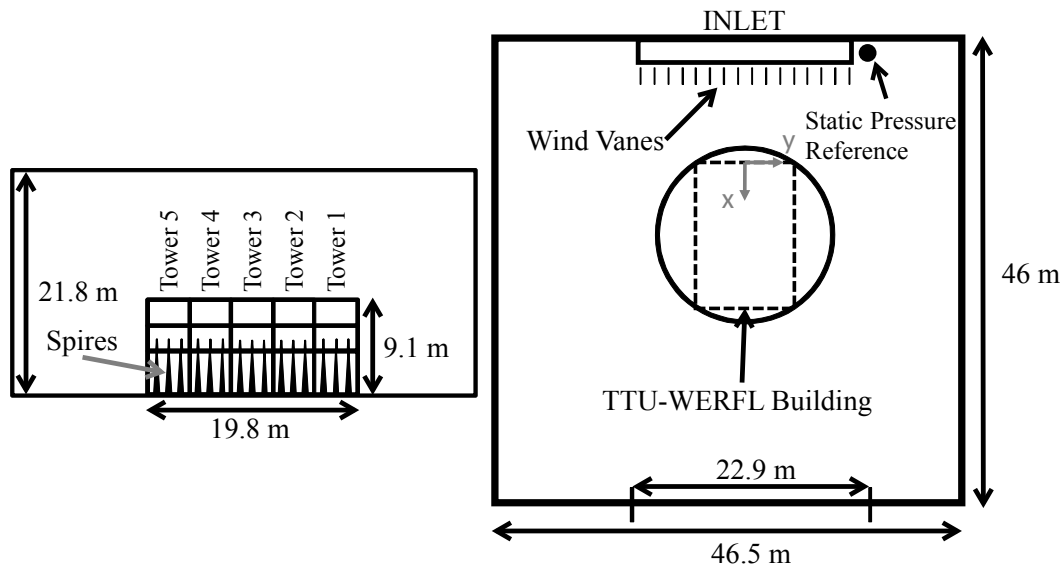 Tower 5
Tower 4
Tower 3
Tower 2
Tower 1
21.8 m
Spires
9.1 m
19.8 m
INLET
Wind Vanes
Static Pressure
Reference
y
x
46 m
TTU-WERFL Building
22.9 m
46.5 m